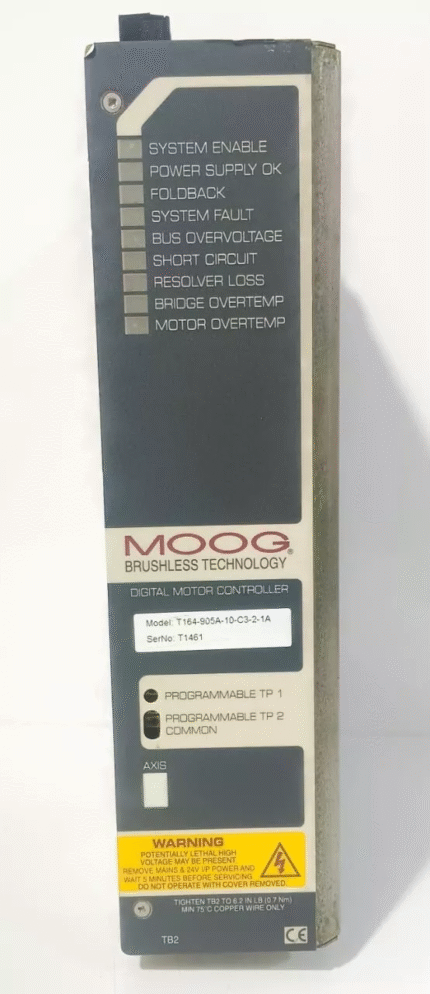 SYSTEM ENABLE
POWER SUPPLY OK
FOLDBACK
SYSTEM FAULT
BUS OVERVOLTAGE
SHORT CIRCUIT
RESOLVER LOSS
BRIDGE OVERTEMP
MOTOR OVERTEMP
MOOG®
BRUSHLESS TECHNOLOGY
DIGITAL MOTOR CONTROLLER
Model: T164-905A-10-C3-2-1A
SerNo: T1461
PROGRAMMABLE TP 1
PROGRAMMABLE TP 2
COMMON
AXIS
WARNING
POTENTIALLY LETHAL HIGH
VOLTAGE MAY BE PRESENT
REMOVE MAINS & 24V I/P POWER AND
WAIT 5 MINUTES BEFORE SERVICING.
DO NOT OPERATE WITH COVER REMOVED.
TIGHTEN TB2 TO 6.2 IN LB (0.7 Nm)
MIN 75°C COPPER WIRE ONLY
TB2
CE